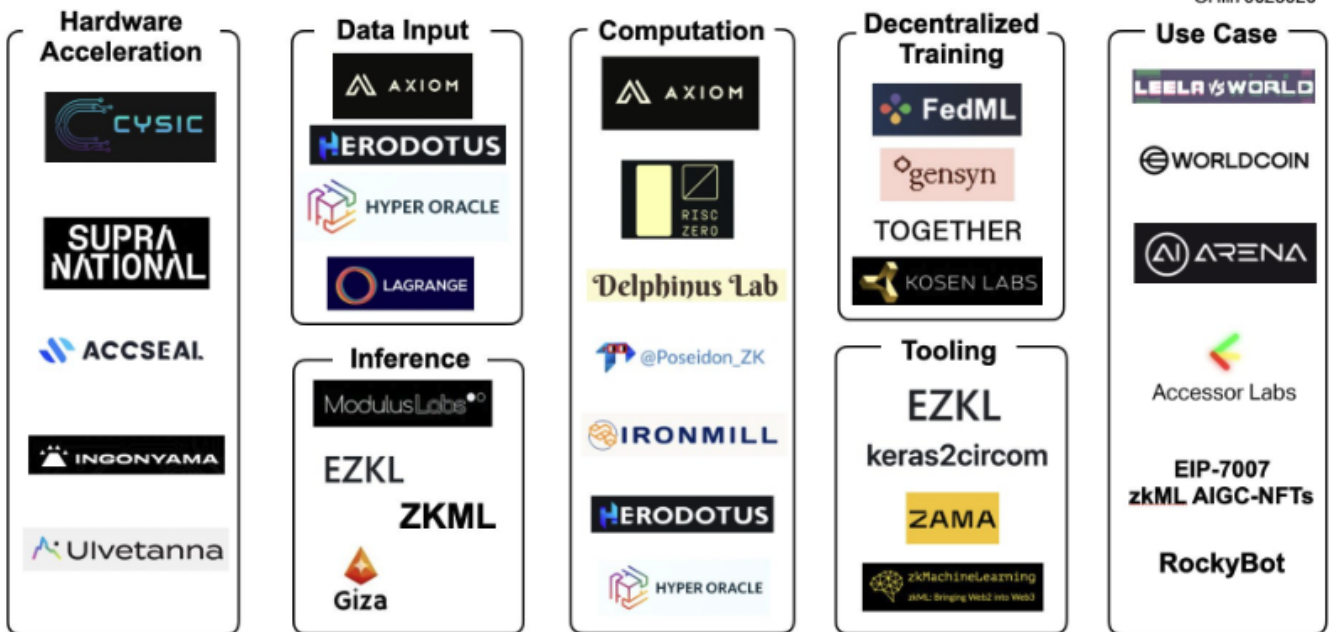 Hardware
Acceleration
CYSIC
SUPRA
NATIONAL
ACCSEAL
INGONYAMA
Ulvetanna
Data Input
AXIOM
HERODOTUS
HYPER ORACLE
LAGRANGE
Inference
ModulusLabs
EZKL
ZKML
Giza
Computation
AXIOM
RISC
ZERO
Delphinus Lab
@Poseidon_ZK
IRONMILL
HERODOTUS
HYPER ORACLE
Decentralized
Training
FedML
gensyn
TOGETHER
KOSEN LABS
Tooling
EZKL
keras2circom
ZAMA
zkMachineLearning
zkML: Bringing Web2 into Web3
Use Case
LEELA vs WORLD
WORLDCOIN
AI ARENA
Accessor Labs
EIP-7007
zkML AIGC-NFTs
RockyBot